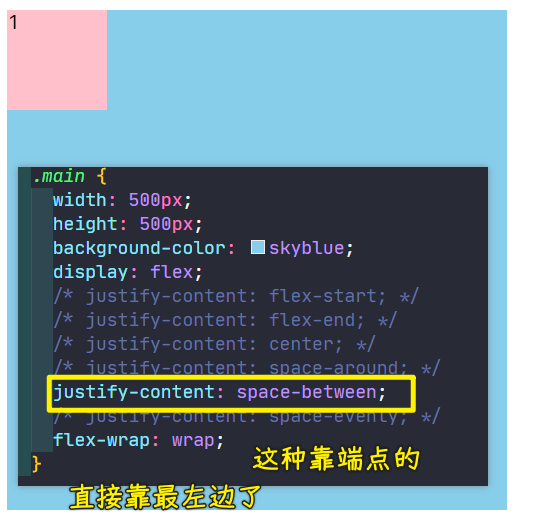 1
.main {
width: 500px;
height: 500px;
background-color: skyblue;
display: flex;
/* justify-content: flex-start; */
/* justify-content: flex-end; */
/* justify-content: center; */
/* justify-content: space-around; */
justify-content: space-between;
/* justify-content: space-evenly; */
flex-wrap: wrap;
}
这种靠端点的
直接靠最左边了